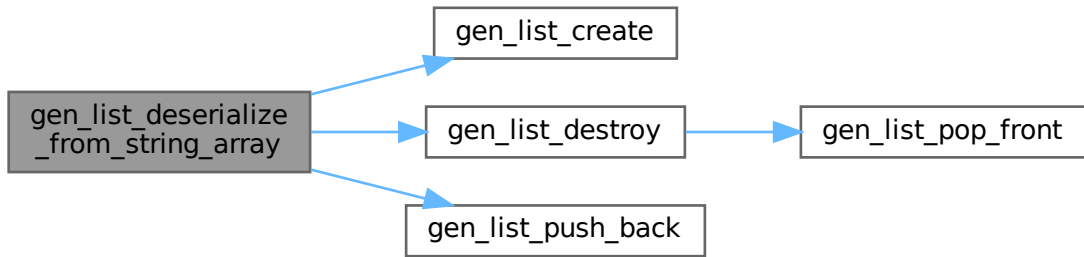 gen_list_create
gen_list_deserialize
_from_string_array
gen_list_destroy
gen_list_pop_front
gen_list_push_back